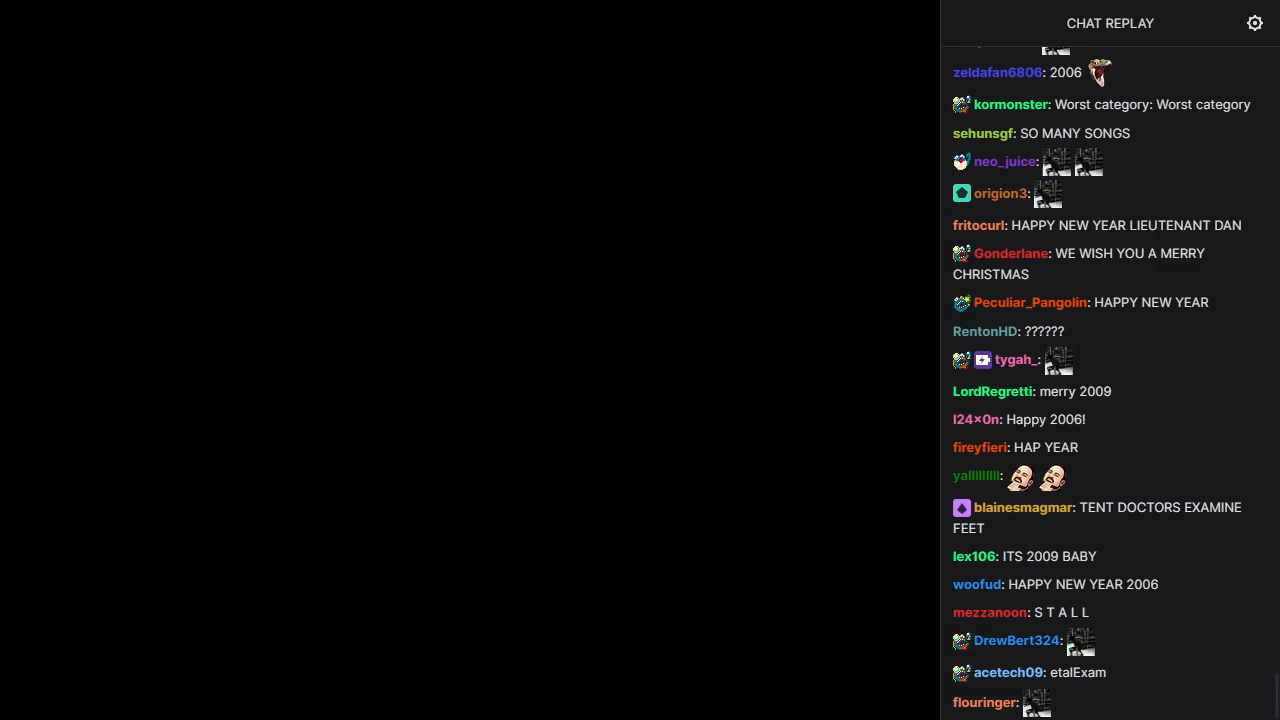 CHAT REPLAY
zeldafan6806: 2006
kormonster: Worst category: Worst category
sehunsgf: SO MANY SONGS
neo_juice:
origion3:
fritocurl: HAPPY NEW YEAR LIEUTENANT DAN
Gonderlane: WE WISH YOU A MERRY
CHRISTMAS
Peculiar_Pangolin: HAPPY NEW YEAR
RentonHD: ??????
tygah_:
LordRegretti: merry 2009
l24x0n: Happy 2006!
fireyfieri: HAP YEAR
blainesmagmar: TENT DOCTORS EXAMINE
FEET
lex106: ITS 2009 BABY
woofud: HAPPY NEW YEAR 2006
mezzanoon: S T A L L
DrewBert324:
acetech09: etalExam
flouringer: